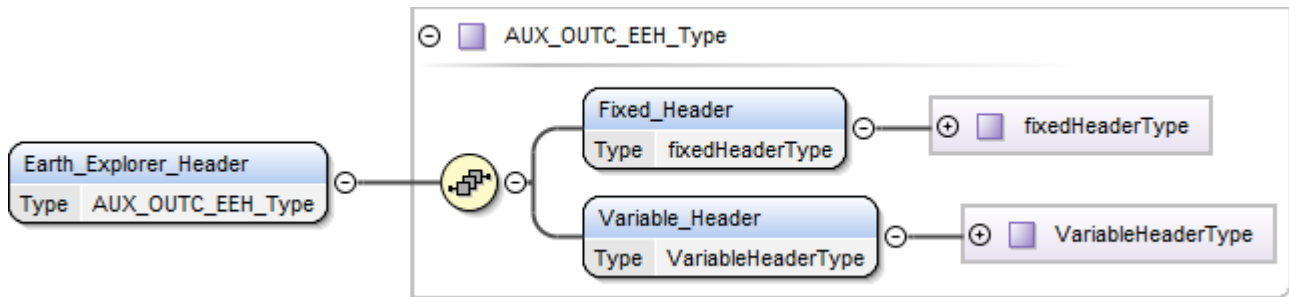 AUX_OUTC_EEH_Type
Fixed_Header
Type fixedHeaderType
fixedHeaderType
Earth_Explorer_Header
Type AUX_OUTC_EEH_Type
Variable_Header
Type VariableHeaderType
VariableHeaderType